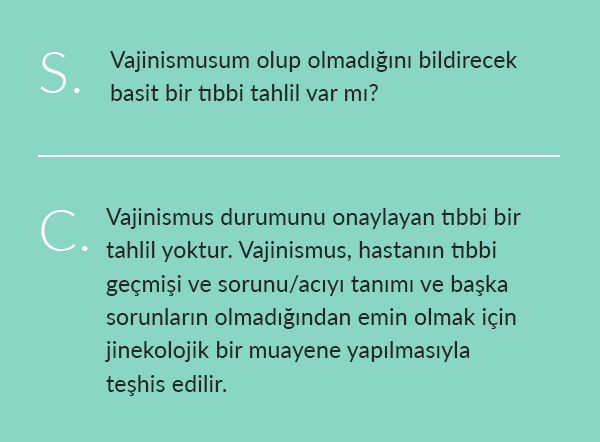 S.
Vajinismusum olup olmadığını bildirecek
basit bir tıbbi tahlil var mı?
C.
Vajinismus durumunu onaylayan tıbbi bir
tahlil yoktur. Vajinismus, hastanın tıbbi
geçmişi ve sorunu/acıyı tanımı ve başka
sorunların olmadığından emin olmak için
jinekolojik bir muayene yapılmasıyla
teşhis edilir.